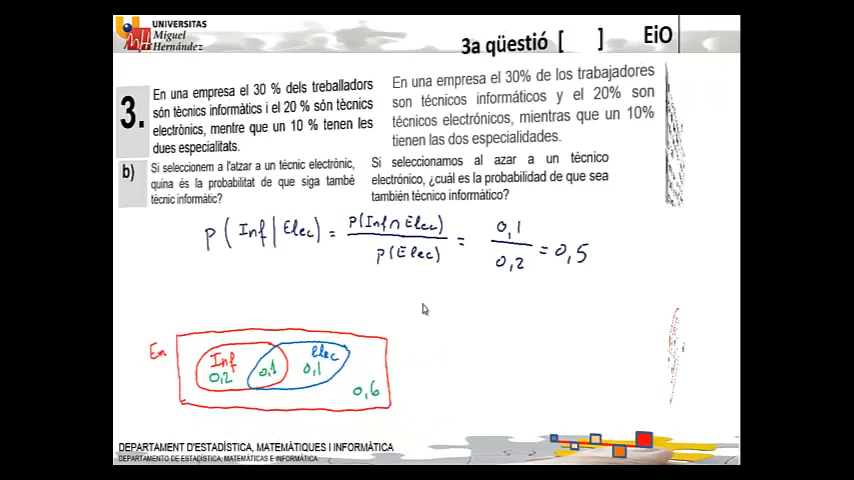 UNIVERSITAS
Miguel
Hernández
3a qüestió [ ]
EiO
3.
En una empresa el 30 % dels treballadors
són tècnics informàtics i el 20 % són tècnics
electrònics, mentre que un 10 % tenen les
dues especialitats.
En una empresa el 30% de los trabajadores
son técnicos informáticos y el 20% son
técnicos electrónicos, mientras que un 10%
tienen las dos especialidades.
b)
Si seleccionem a l'atzar a un técnic electrònic,
quina és la probabilitat de que siga també
tècnic informàtic?
Si seleccionamos al azar a un técnico
electrónico, ¿cuál es la probabilidad de que sea
también técnico informático?
P( Inf | Elec) = P(Inf∩Elec) / P(Elec) = 0,1 / 0,2 = 0,5
Em
Inf
Elec
0,2
0,1
0,1
0,6
DEPARTAMENT D'ESTADÍSTICA, MATEMÀTIQUES I INFORMÀTICA
DEPARTAMENTO DE ESTADÍSTICA, MATEMÁTICAS E INFORMÁTICA